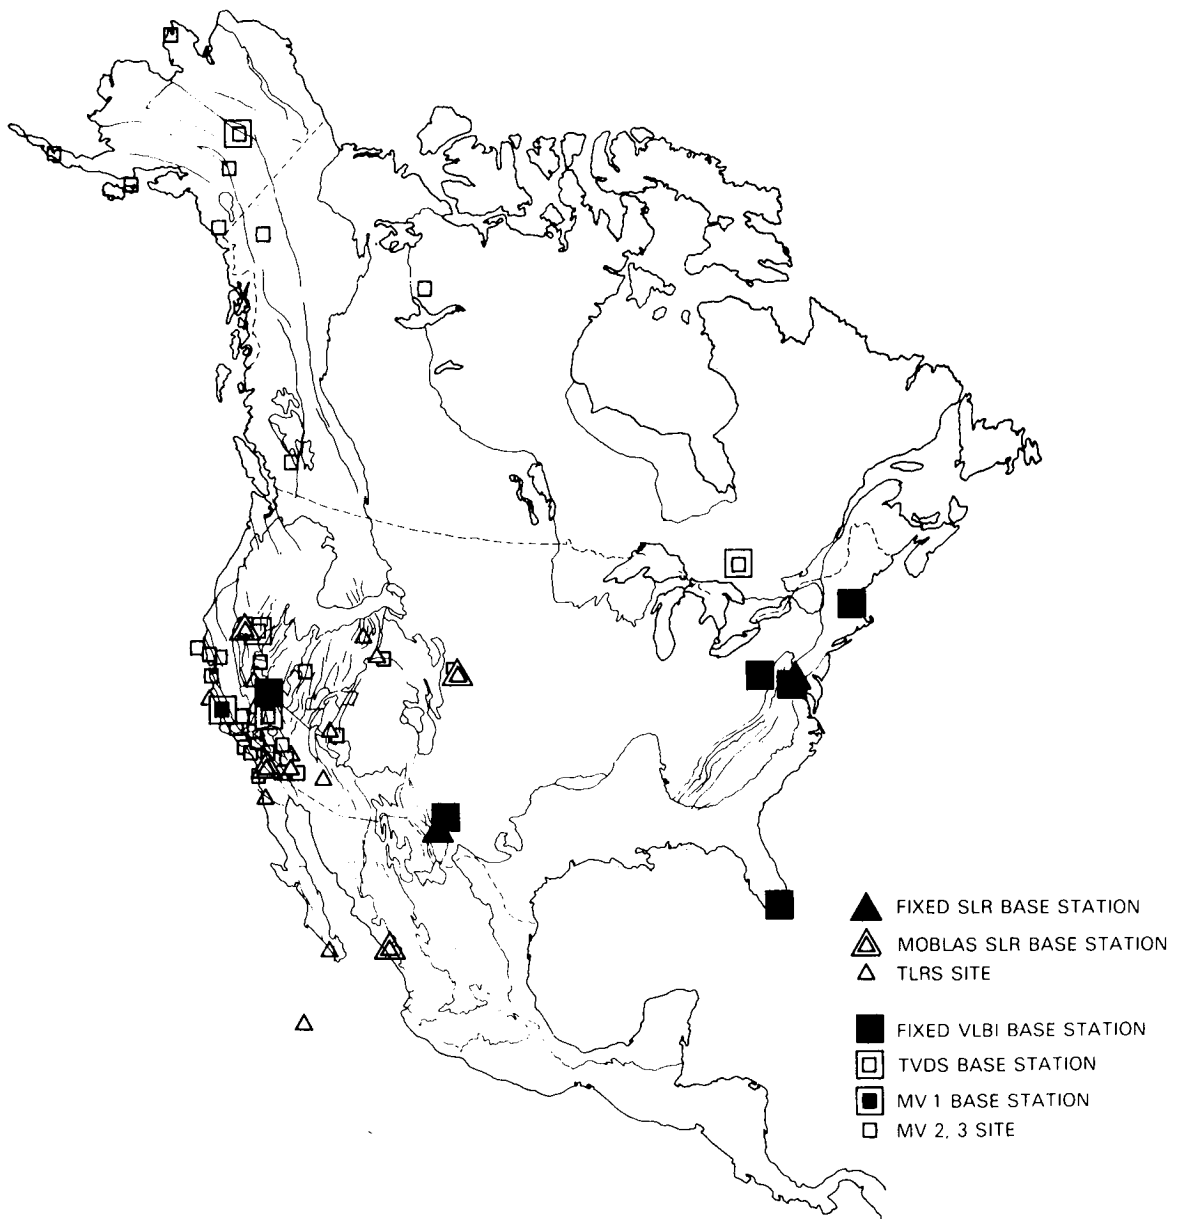 FIXED SLR BASE STATION
MOBLAS SLR BASE STATION
TLRS SITE
FIXED VLBI BASE STATION
TVDS BASE STATION
MV 1 BASE STATION
MV 2, 3 SITE